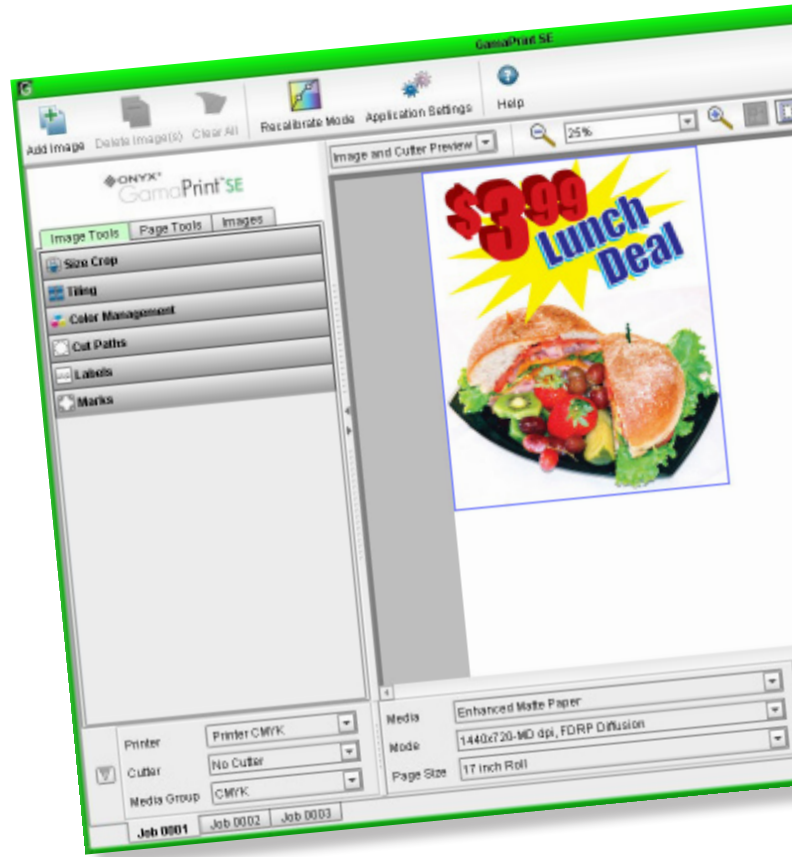 GamaPrint SE
Add Image Delete Image(s) Clear All Recalibrate Mode Application Settings Help
Image and Cutter Preview 25%
ONYX®
GamaPrint™SE
Image Tools Page Tools Images
Size Crop
Tiling
Color Management
Cut Paths
Labels
Marks
$3.99
Lunch
Deal
Printer Printer CMYK
Cutter No Cutter
Media Group CMYK
Media Enhanced Matte Paper
Mode 1440x720-MD dpi, FDRP Diffusion
Page Size 17 inch Roll
Job 0001 Job 0002 Job 0003